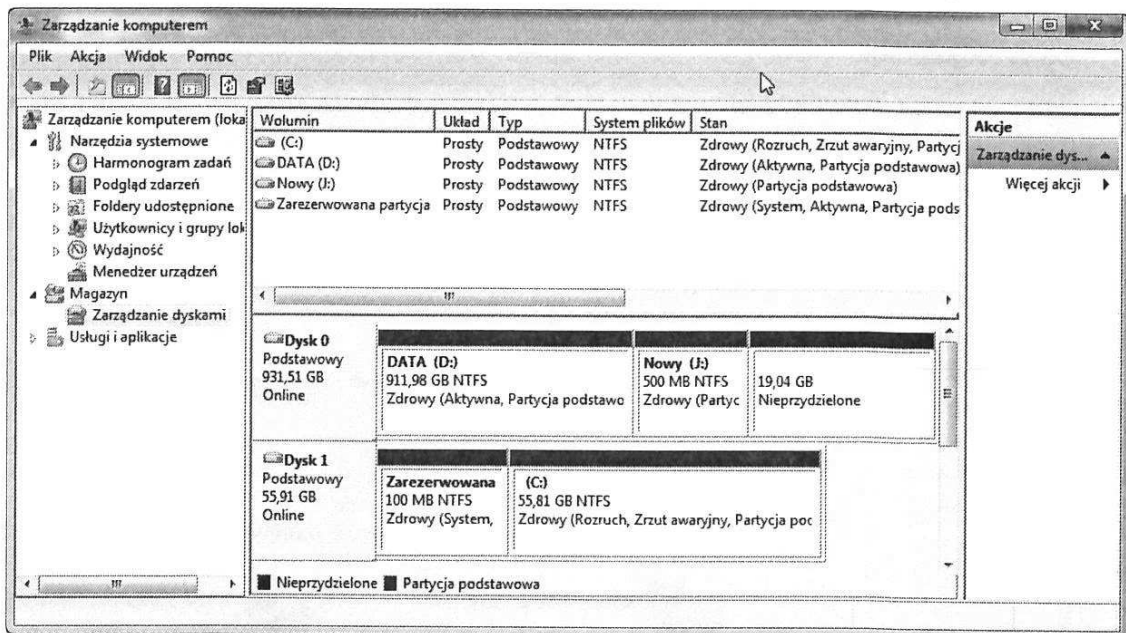 Zarządzanie komputerem
Plik Akcja Widok Pomoc
Zarządzanie komputerem (loka
Narzędzia systemowe
Harmonogram zadań
Podgląd zdarzeń
Foldery udostępnione
Użytkownicy i grupy lok
Wydajność
Menedżer urządzeń
Magazyn
Zarządzanie dyskami
Usługi i aplikacje
Wolumin Układ Typ System plików Stan
(C:) Prosty Podstawowy NTFS Zdrowy (Rozruch, Zrzut awaryjny, Partycj
DATA (D:) Prosty Podstawowy NTFS Zdrowy (Aktywna, Partycja podstawowa)
Nowy (J:) Prosty Podstawowy NTFS Zdrowy (Partycja podstawowa)
Zarezerwowana partycja Prosty Podstawowy NTFS Zdrowy (System, Aktywna, Partycja pods
Dysk 0
Podstawowy
931,51 GB
Online
DATA (D:)
911,98 GB NTFS
Zdrowy (Aktywna, Partycja podstawo
Nowy (J:)
500 MB NTFS
Zdrowy (Partyc
19,04 GB
Nieprzydzielone
Dysk 1
Podstawowy
55,91 GB
Online
Zarezerwowana
100 MB NTFS
Zdrowy (System,
(C:)
55,81 GB NTFS
Zdrowy (Rozruch, Zrzut awaryjny, Partycja poc
Nieprzydzielone Partycja podstawowa
Akcje
Zarządzanie dys...
Więcej akcji